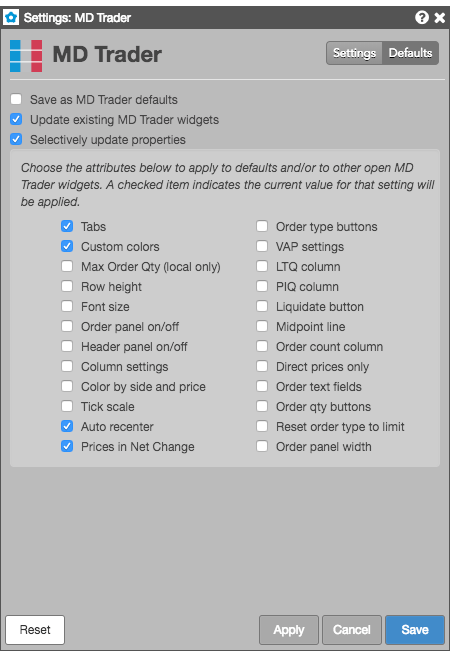 Settings: MD Trader
MD Trader
Settings Defaults
Save as MD Trader defaults
Update existing MD Trader widgets
Selectively update properties
Choose the attributes below to apply to defaults and/or to other open MD
Trader widgets. A checked item indicates the current value for that setting will
be applied.
Tabs
Custom colors
Max Order Qty (local only)
Row height
Font size
Order panel on/off
Header panel on/off
Column settings
Color by side and price
Tick scale
Auto recenter
Prices in Net Change
Order type buttons
VAP settings
LTQ column
PIQ column
Liquidate button
Midpoint line
Order count column
Direct prices only
Order text fields
Order qty buttons
Reset order type to limit
Order panel width
Reset
Apply
Cancel
Save